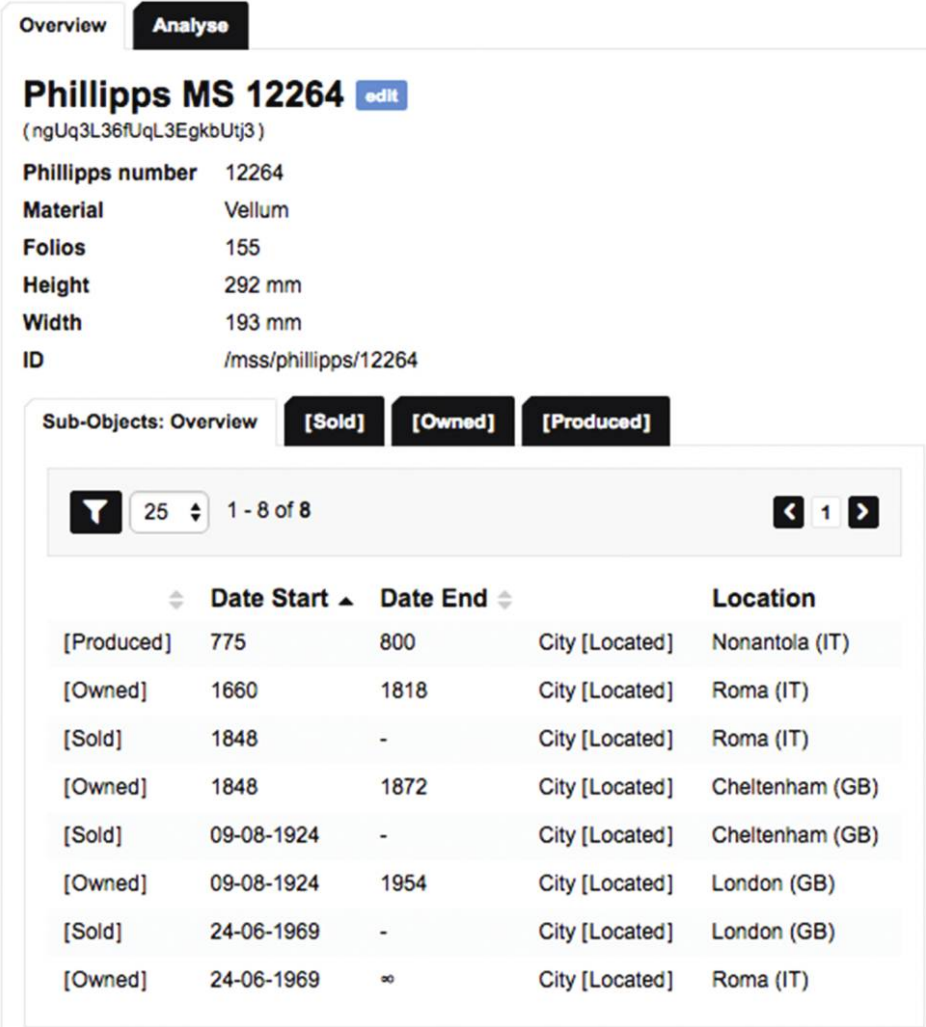 Overview Analyse
Phillipps MS 12264 edit
(ngUq3L36fUqL3EgkbUtj3)
Phillipps number 12264
Material Vellum
Folios 155
Height 292 mm
Width 193 mm
ID /mss/phillipps/12264
Sub-Objects: Overview [Sold] [Owned] [Produced]
25 1 - 8 of 8 1
Date Start Date End Location
[Produced] 775 800 City [Located] Nonantola (IT)
[Owned] 1660 1818 City [Located] Roma (IT)
[Sold] 1848 - City [Located] Roma (IT)
[Owned] 1848 1872 City [Located] Cheltenham (GB)
[Sold] 09-08-1924 - City [Located] Cheltenham (GB)
[Owned] 09-08-1924 1954 City [Located] London (GB)
[Sold] 24-06-1969 - City [Located] London (GB)
[Owned] 24-06-1969 ∞ City [Located] Roma (IT)